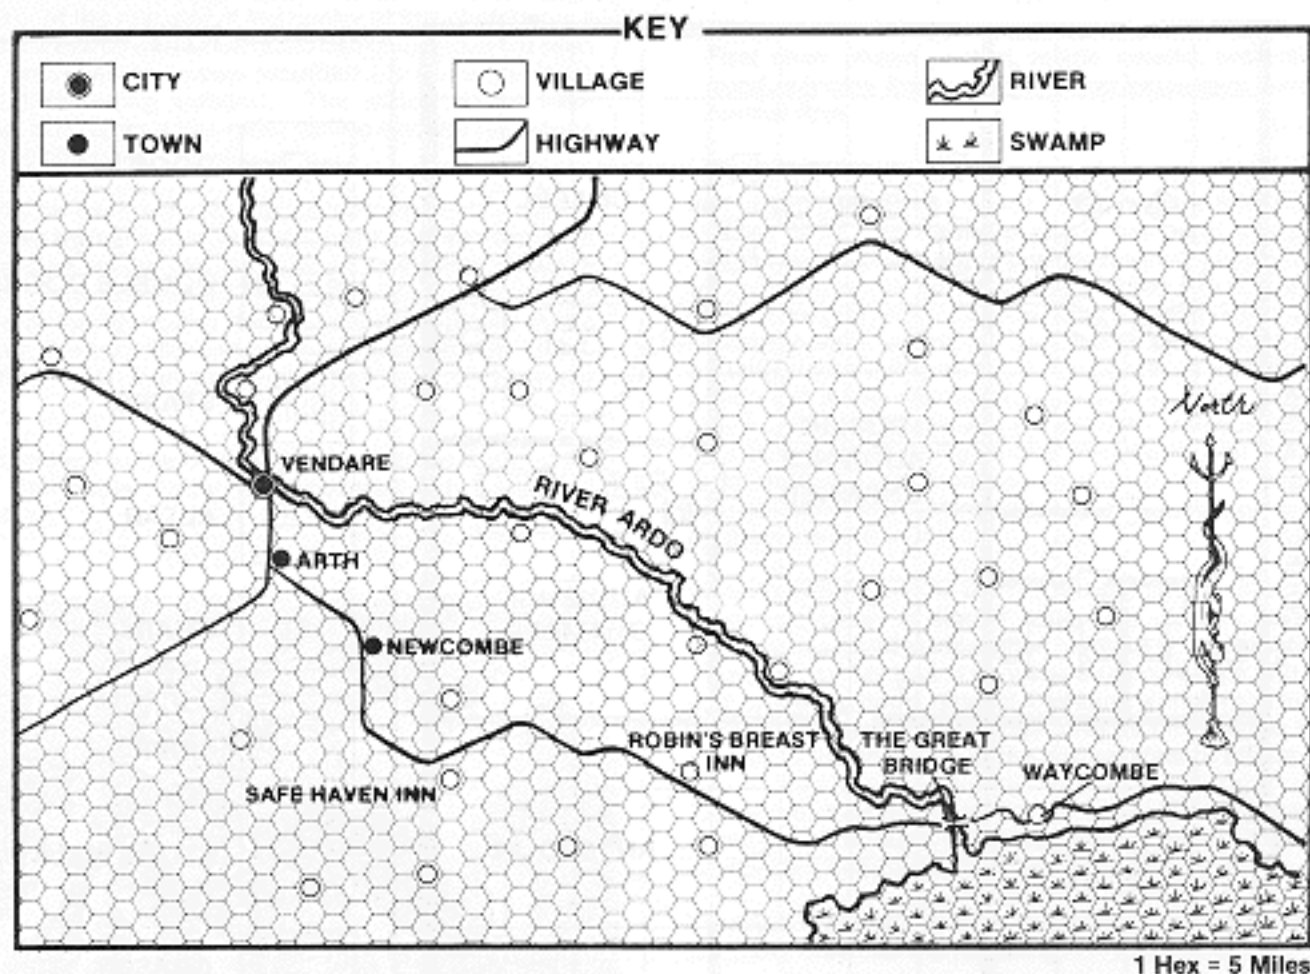 KEY
CITY
VILLAGE
RIVER
TOWN
HIGHWAY
SWAMP
North
VENDARE
RIVER ARDO
ARTH
NEWCOMBE
ROBIN'S BREAST
INN
THE GREAT
BRIDGE
WAYCOMBE
SAFE HAVEN INN
1 Hex = 5 Miles